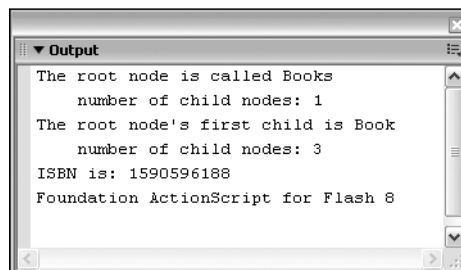 Output
The root node is called Books
number of child nodes: 1
The root node's first child is Book
number of child nodes: 3
ISBN is: 1590596188
Foundation ActionScript for Flash 8